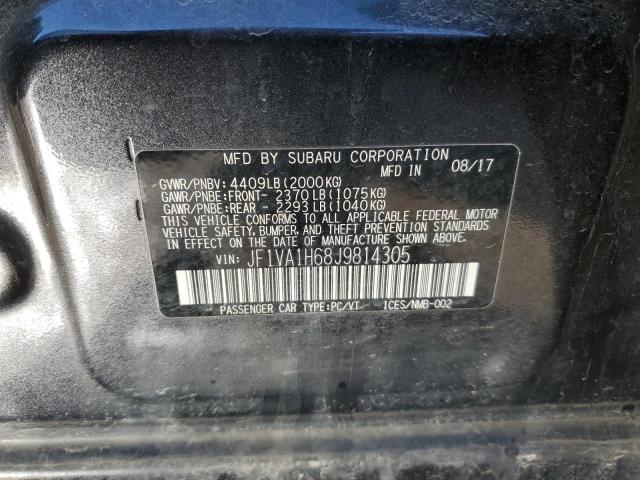 MFD BY SUBARU CORPORATION
MFD IN 08/17
GVWR/PNBV: 4409LB(2000KG)
GAWR/PNBE:FRONT- 2370LB(1075KG)
GAWR/PNBE:REAR - 2293LB(1040KG)
THIS VEHICLE CONFORMS TO ALL APPLICABLE FEDERAL MOTOR
VEHICLE SAFETY, BUMPER, AND THEFT PREVENTION STANDARDS
IN EFFECT ON THE DATE OF MANUFACTURE SHOWN ABOVE.
VIN: JF1VA1H68J9814305
PASSENGER CAR TYPE:PC/VT ICES/NMB-002